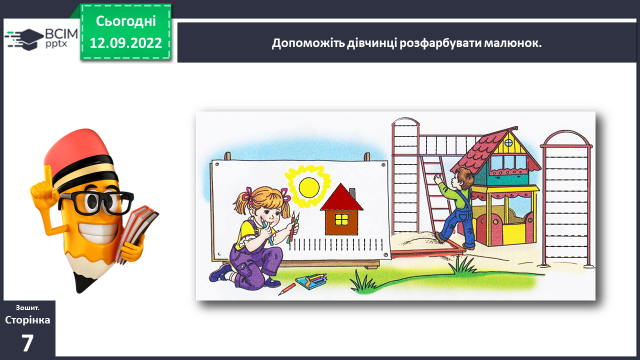 ВСІМ
pptx
Сьогодні
12.09.2022
Допоможіть дівчинці розфарбувати малюнок.
Зошит.
Сторінка
7